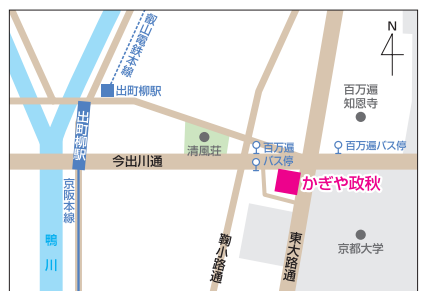 N
叡山電鉄本線
出町柳駅
百万遍
知恩寺
出町柳駅
清風荘
百万遍
バス停
百万遍バス停
今出川通
かぎや政秋
京阪本線
鴨川
鞠小路通
東大路通
京都大学